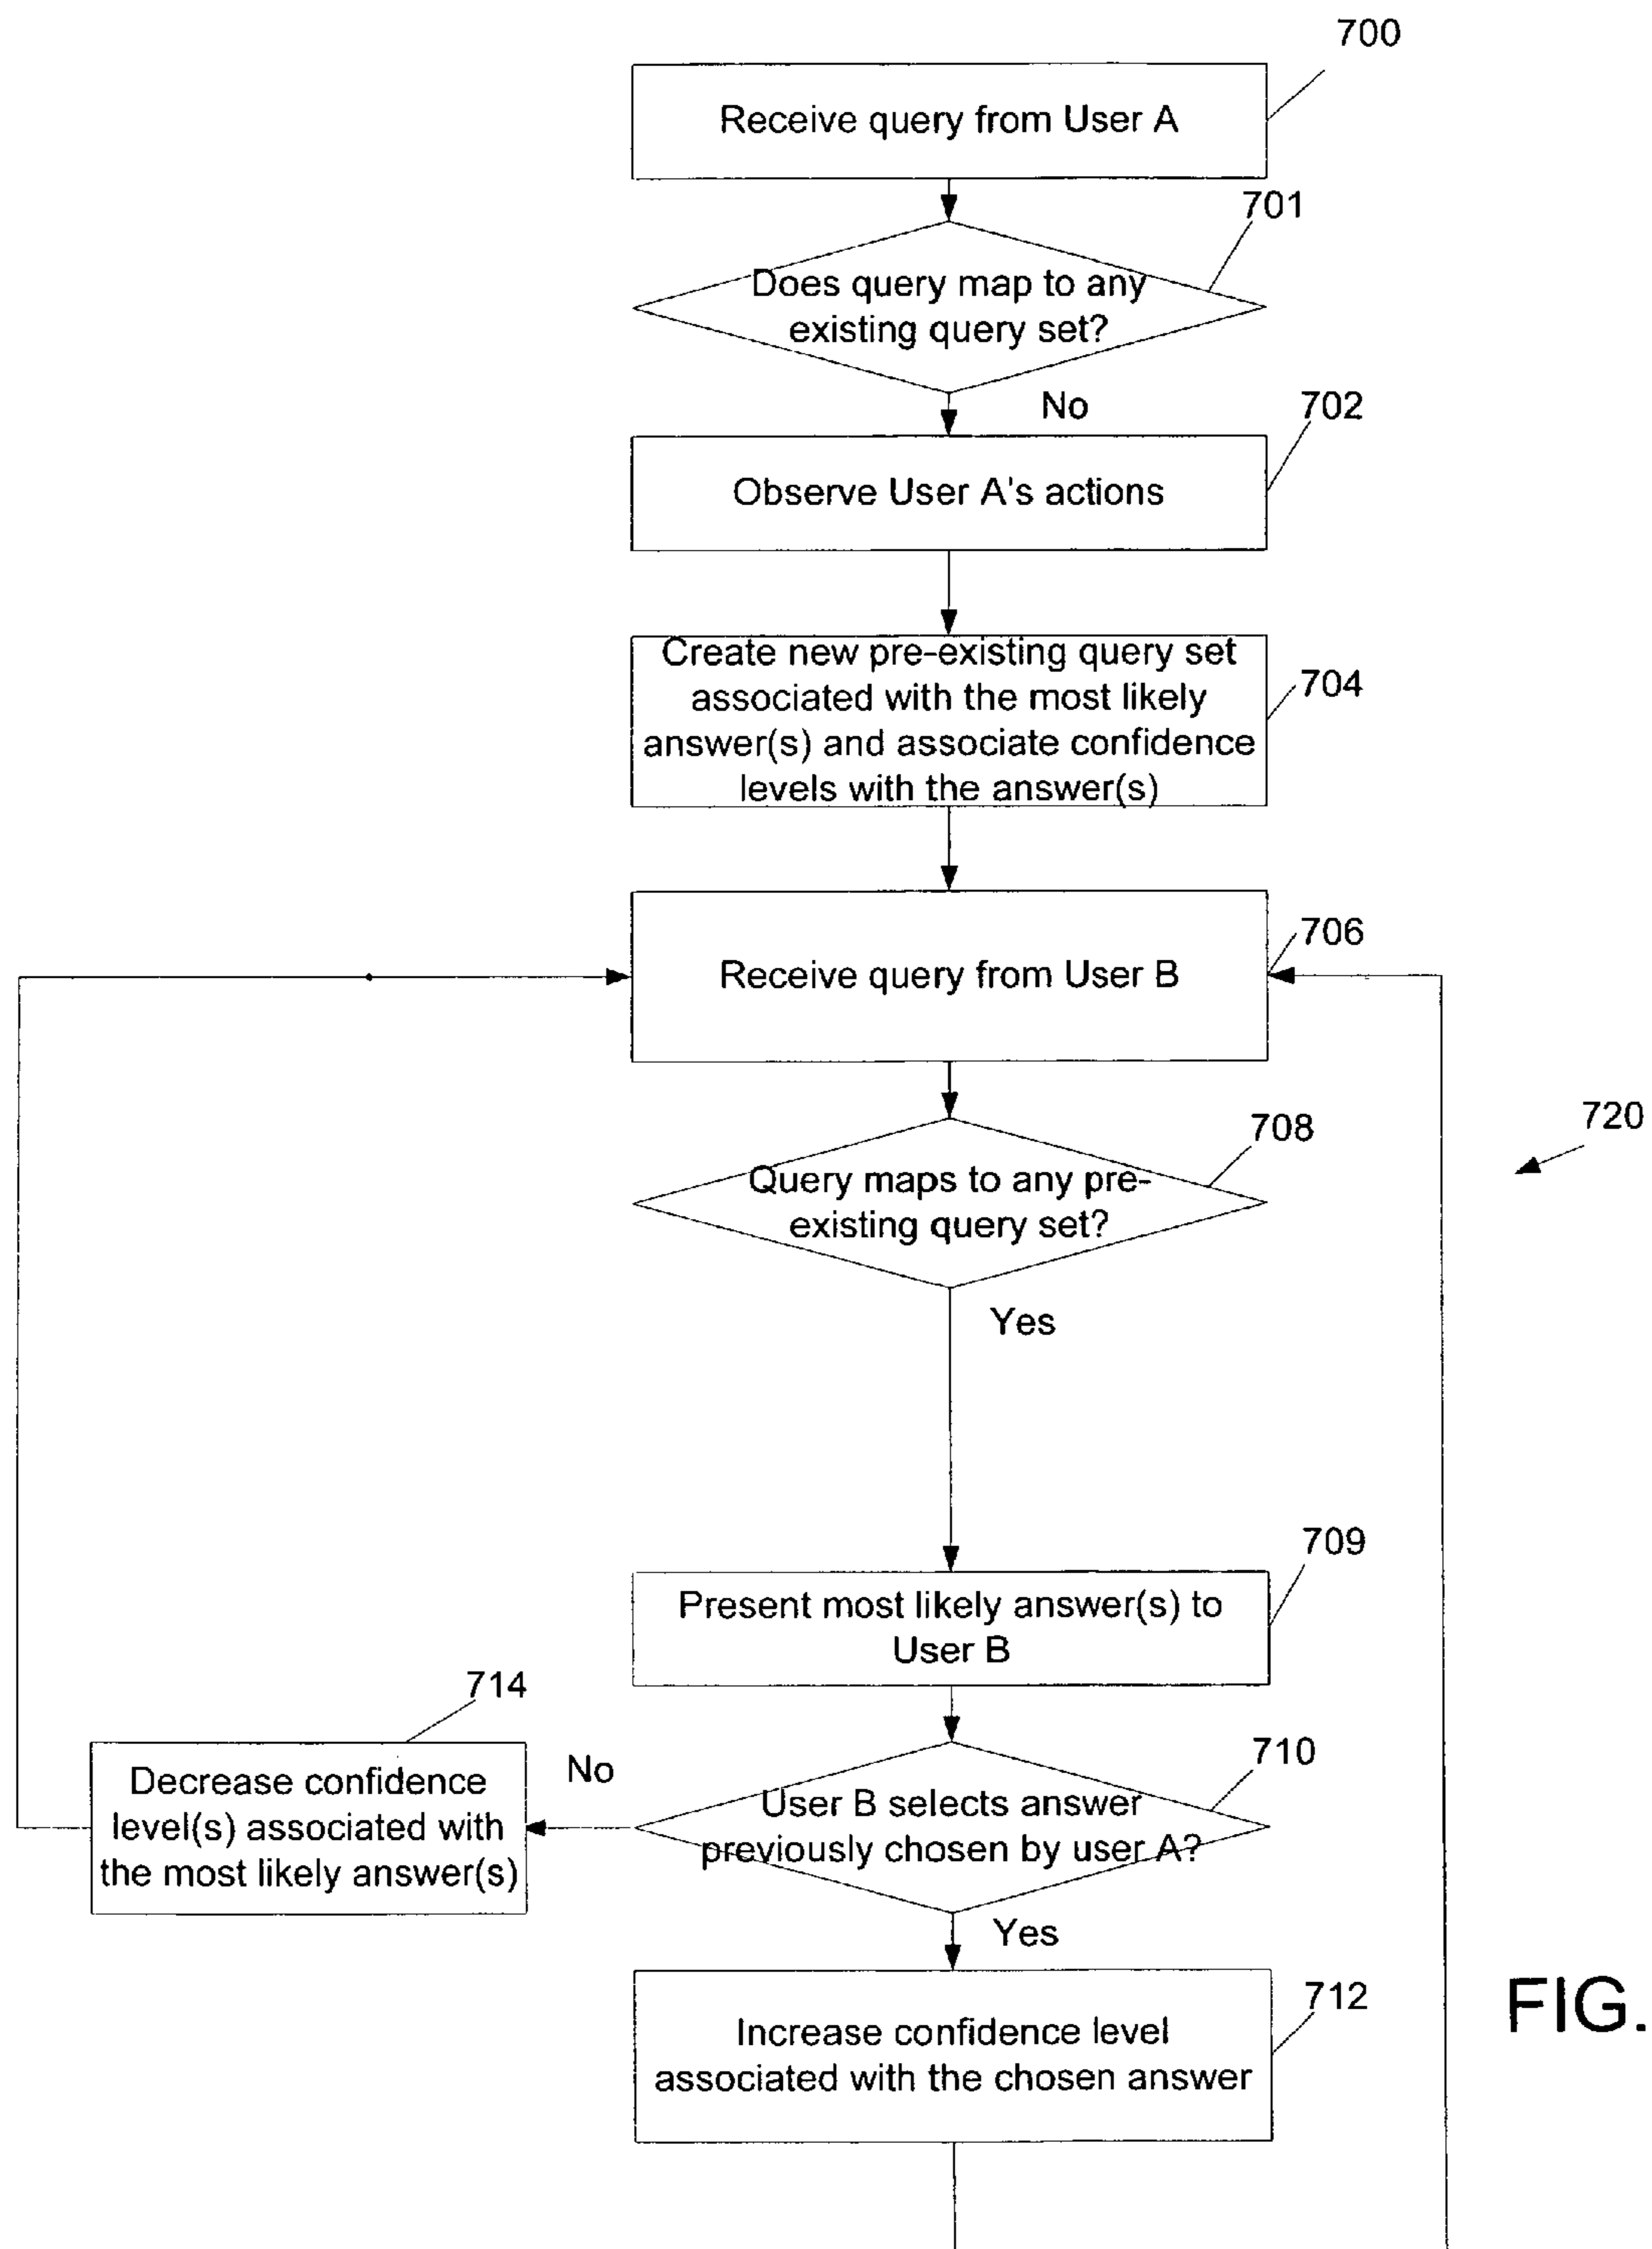 700
Receive query from User A
701
Does query map to any
existing query set?
No
702
Observe User A's actions
Create new pre-existing query set
associated with the most likely
answer(s) and associate confidence
levels with the answer(s)
704
706
Receive query from User B
720
708
Query maps to any pre-
existing query set?
Yes
709
Present most likely answer(s) to
User B
714
Decrease confidence
level(s) associated with
the most likely answer(s)
No
710
User B selects answer
previously chosen by user A?
Yes
712
Increase confidence level
associated with the chosen answer
FIG.